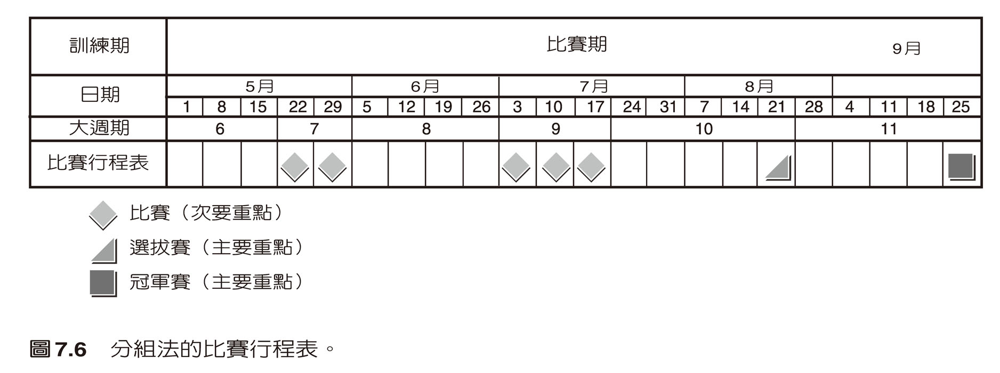 訓練期 比賽期 9月
日期 5月 6月 7月 8月
1 8 15 22 29 5 12 19 26 3 10 17 24 31 7 14 21 28 4 11 18 25
大週期 6 7 8 9 10 11
比賽行程表
比賽（次要重點）
選拔賽（主要重點）
冠軍賽（主要重點）
圖7.6 分組法的比賽行程表。